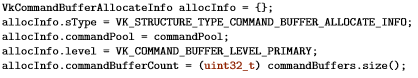 VkCommandBufferAllocateInfo allocInfo = {};
allocInfo.sType = VK_STRUCTURE_TYPE_COMMAND_BUFFER_ALLOCATE_INFO;
allocInfo.commandPool = commandPool;
allocInfo.level = VK_COMMAND_BUFFER_LEVEL_PRIMARY;
allocInfo.commandBufferCount = (uint32_t) commandBuffers.size();